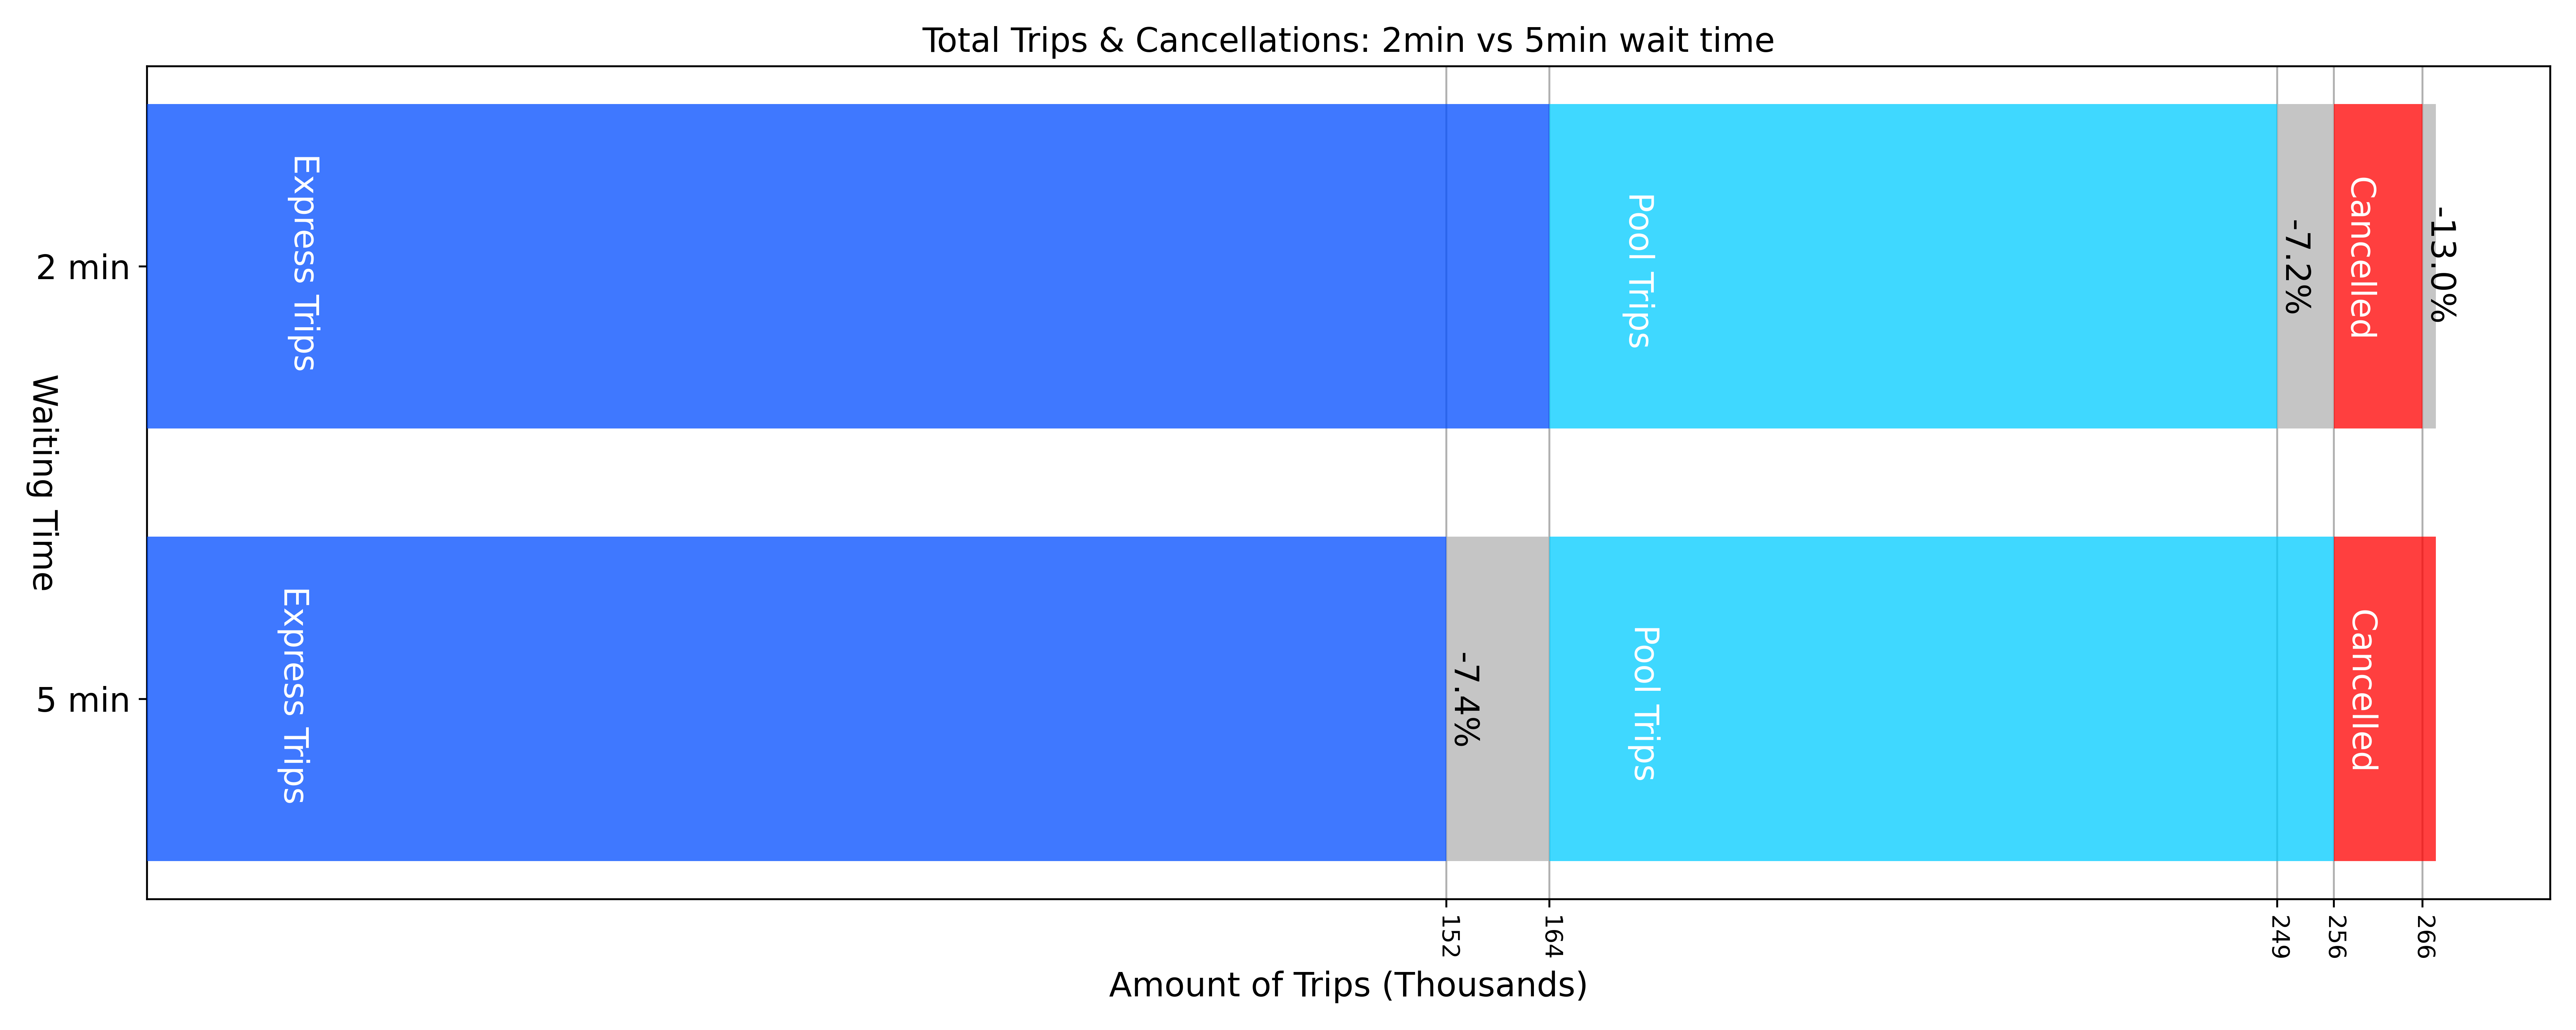 Total Trips & Cancellations: 2min vs 5min wait time
Waiting Time
2 min
Express Trips
Pool Trips
-7.2%
Cancelled
-13.0%
5 min
Express Trips
-7.4%
Pool Trips
Cancelled
152
164
249
256
266
Amount of Trips (Thousands)